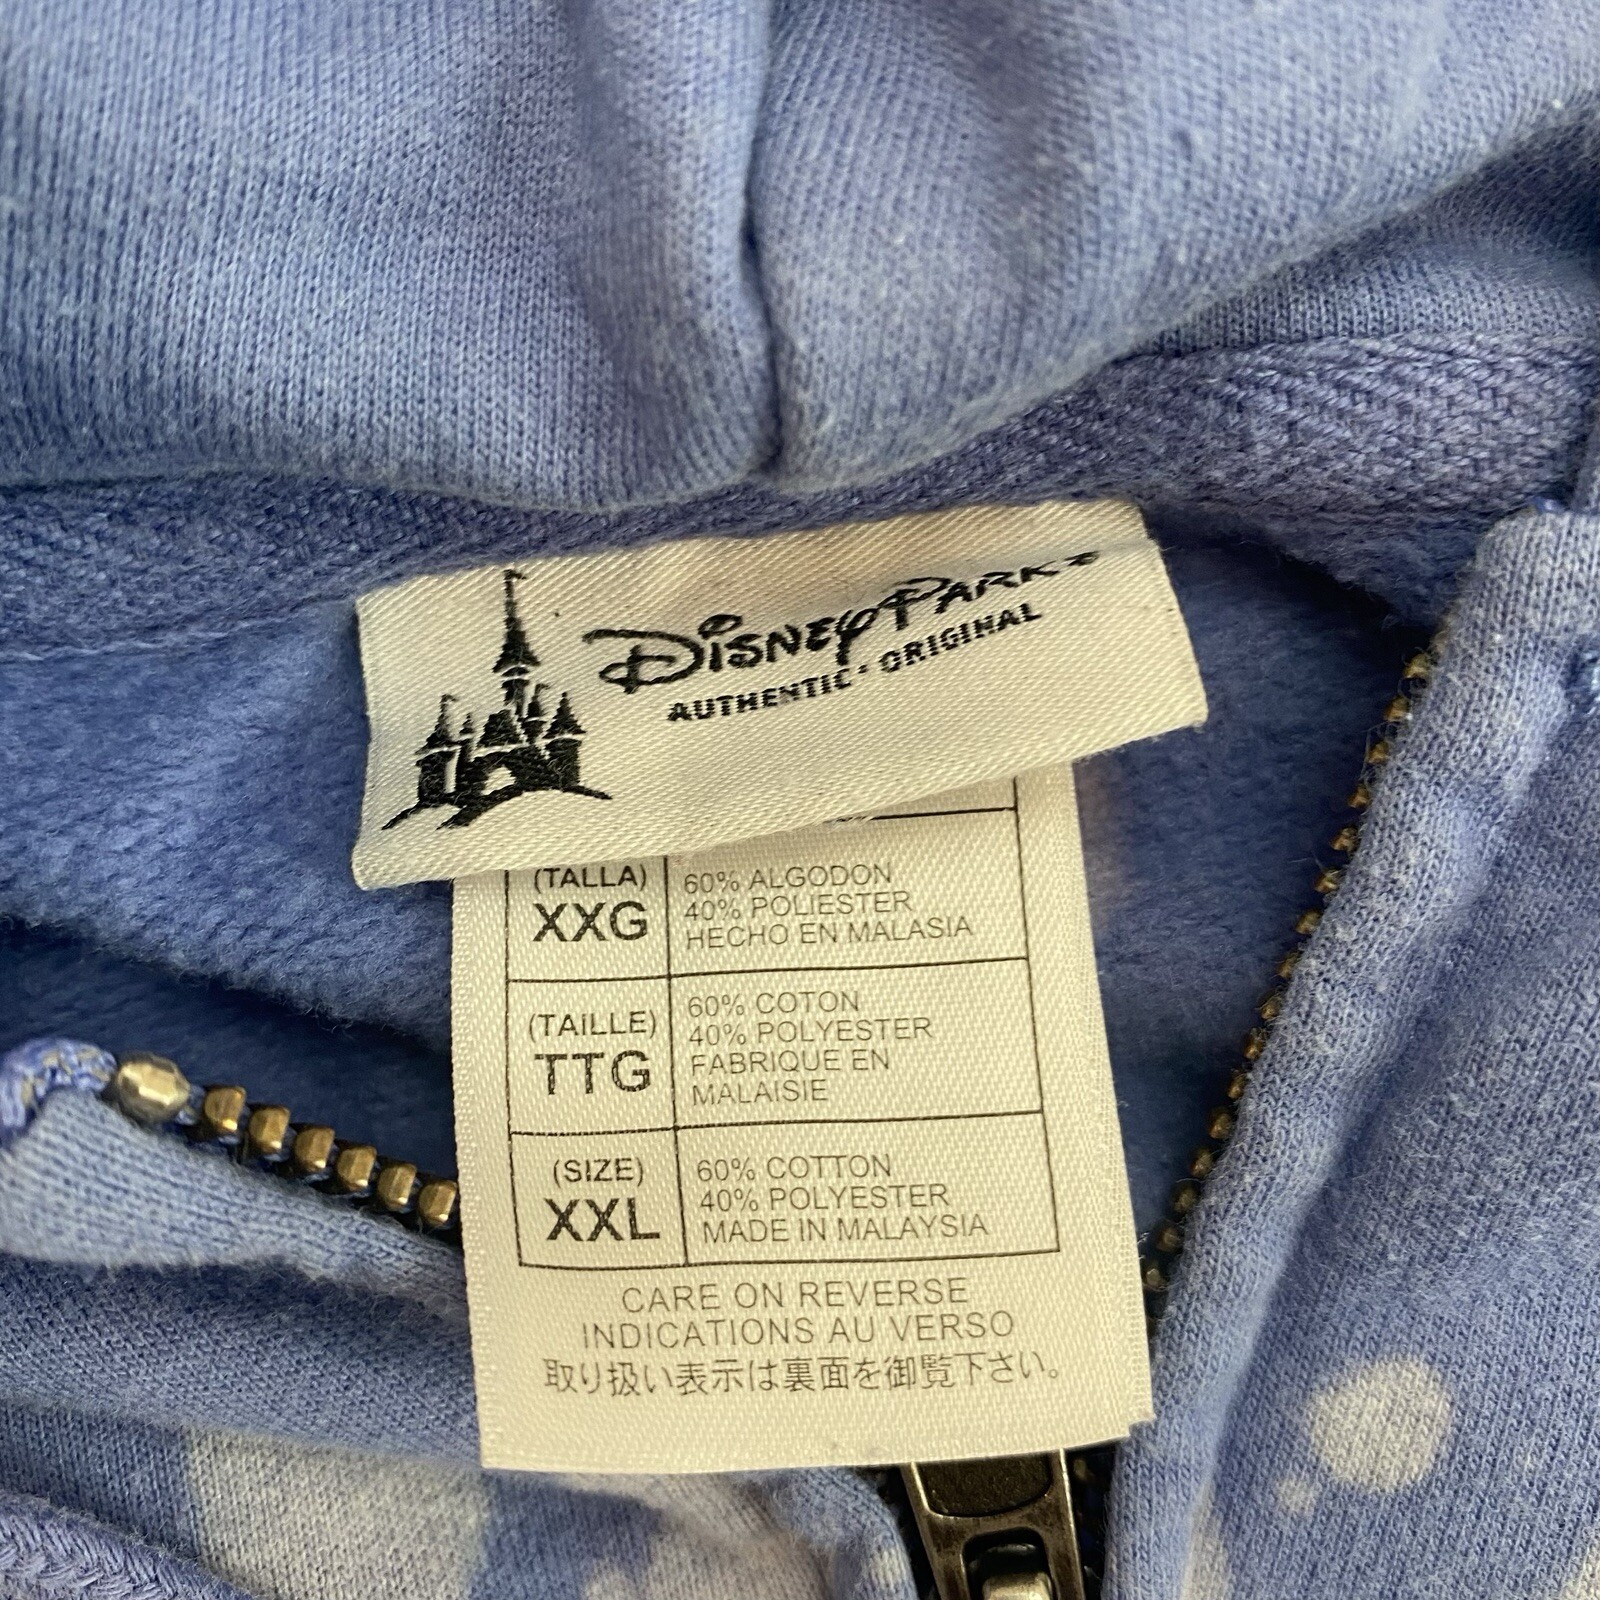 DISNEY PARKS
AUTHENTIC · ORIGINAL
(TALLA)
XXG
60% ALGODON
40% POLIESTER
HECHO EN MALASIA
(TAILLE)
TTG
60% COTON
40% POLYESTER
FABRIQUE EN
MALAISIE
(SIZE)
XXL
60% COTTON
40% POLYESTER
MADE IN MALAYSIA
CARE ON REVERSE
INDICATIONS AU VERSO
取り扱い表示は裏面を御覧下さい。